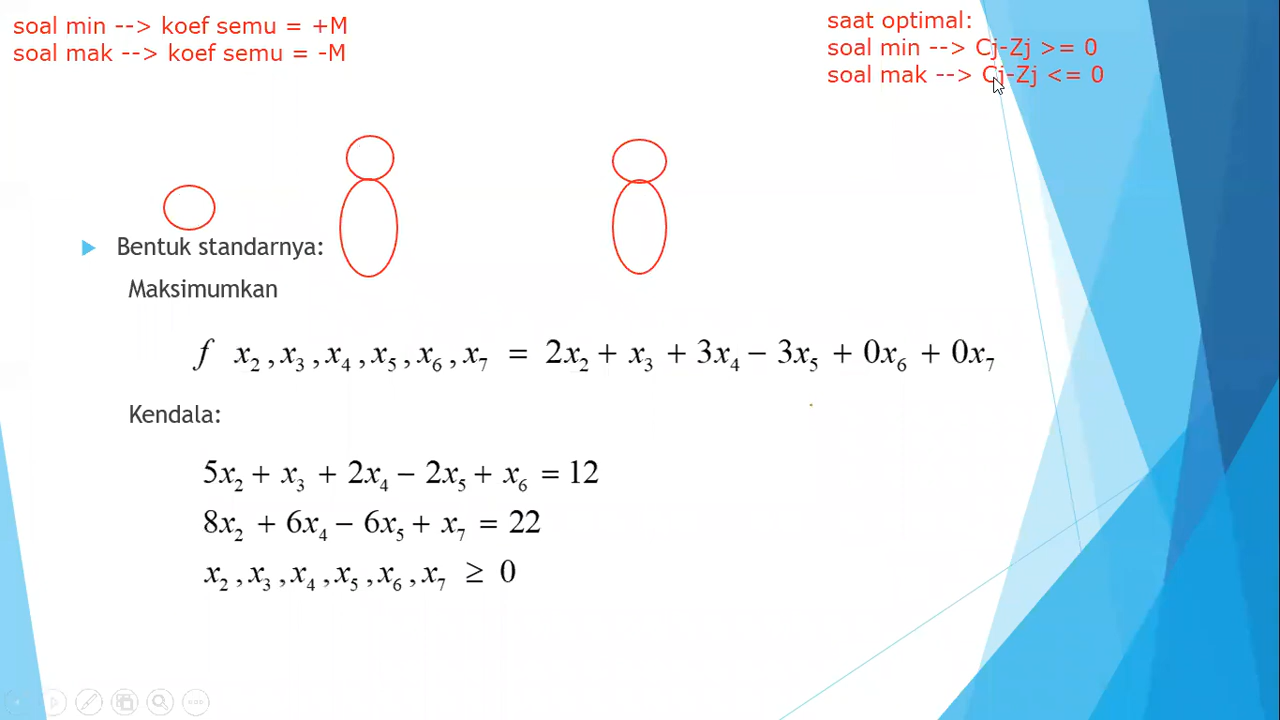 soal min --> koef semu = +M
soal mak --> koef semu = -M
saat optimal:
soal min --> Cj-Zj >= 0
soal mak --> Cj-Zj <= 0
Bentuk standarnya:
Maksimumkan
f x₂ , x₃ , x₄ , x₅ , x₆ , x₇ = 2x₂ + x₃ + 3x₄ − 3x₅ + 0x₆ + 0x₇
Kendala:
5x₂ + x₃ + 2x₄ − 2x₅ + x₆ = 12
8x₂ + 6x₄ − 6x₅ + x₇ = 22
x₂ , x₃ , x₄ , x₅ , x₆ , x₇ ≥ 0